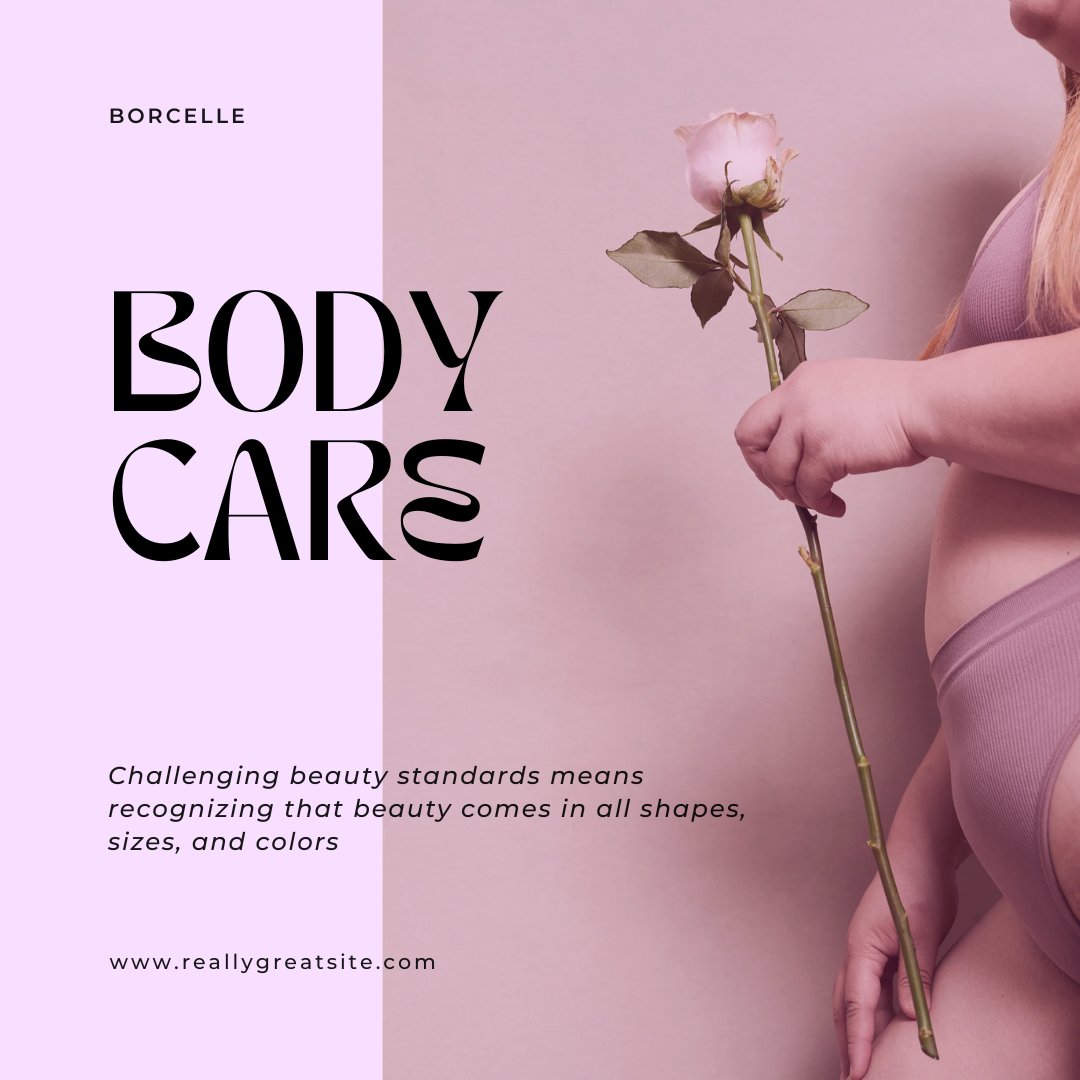 BORCELLE
BODY
CARE
Challenging beauty standards means
recognizing that beauty comes in all shapes,
sizes, and colors
www.reallygreatsite.com